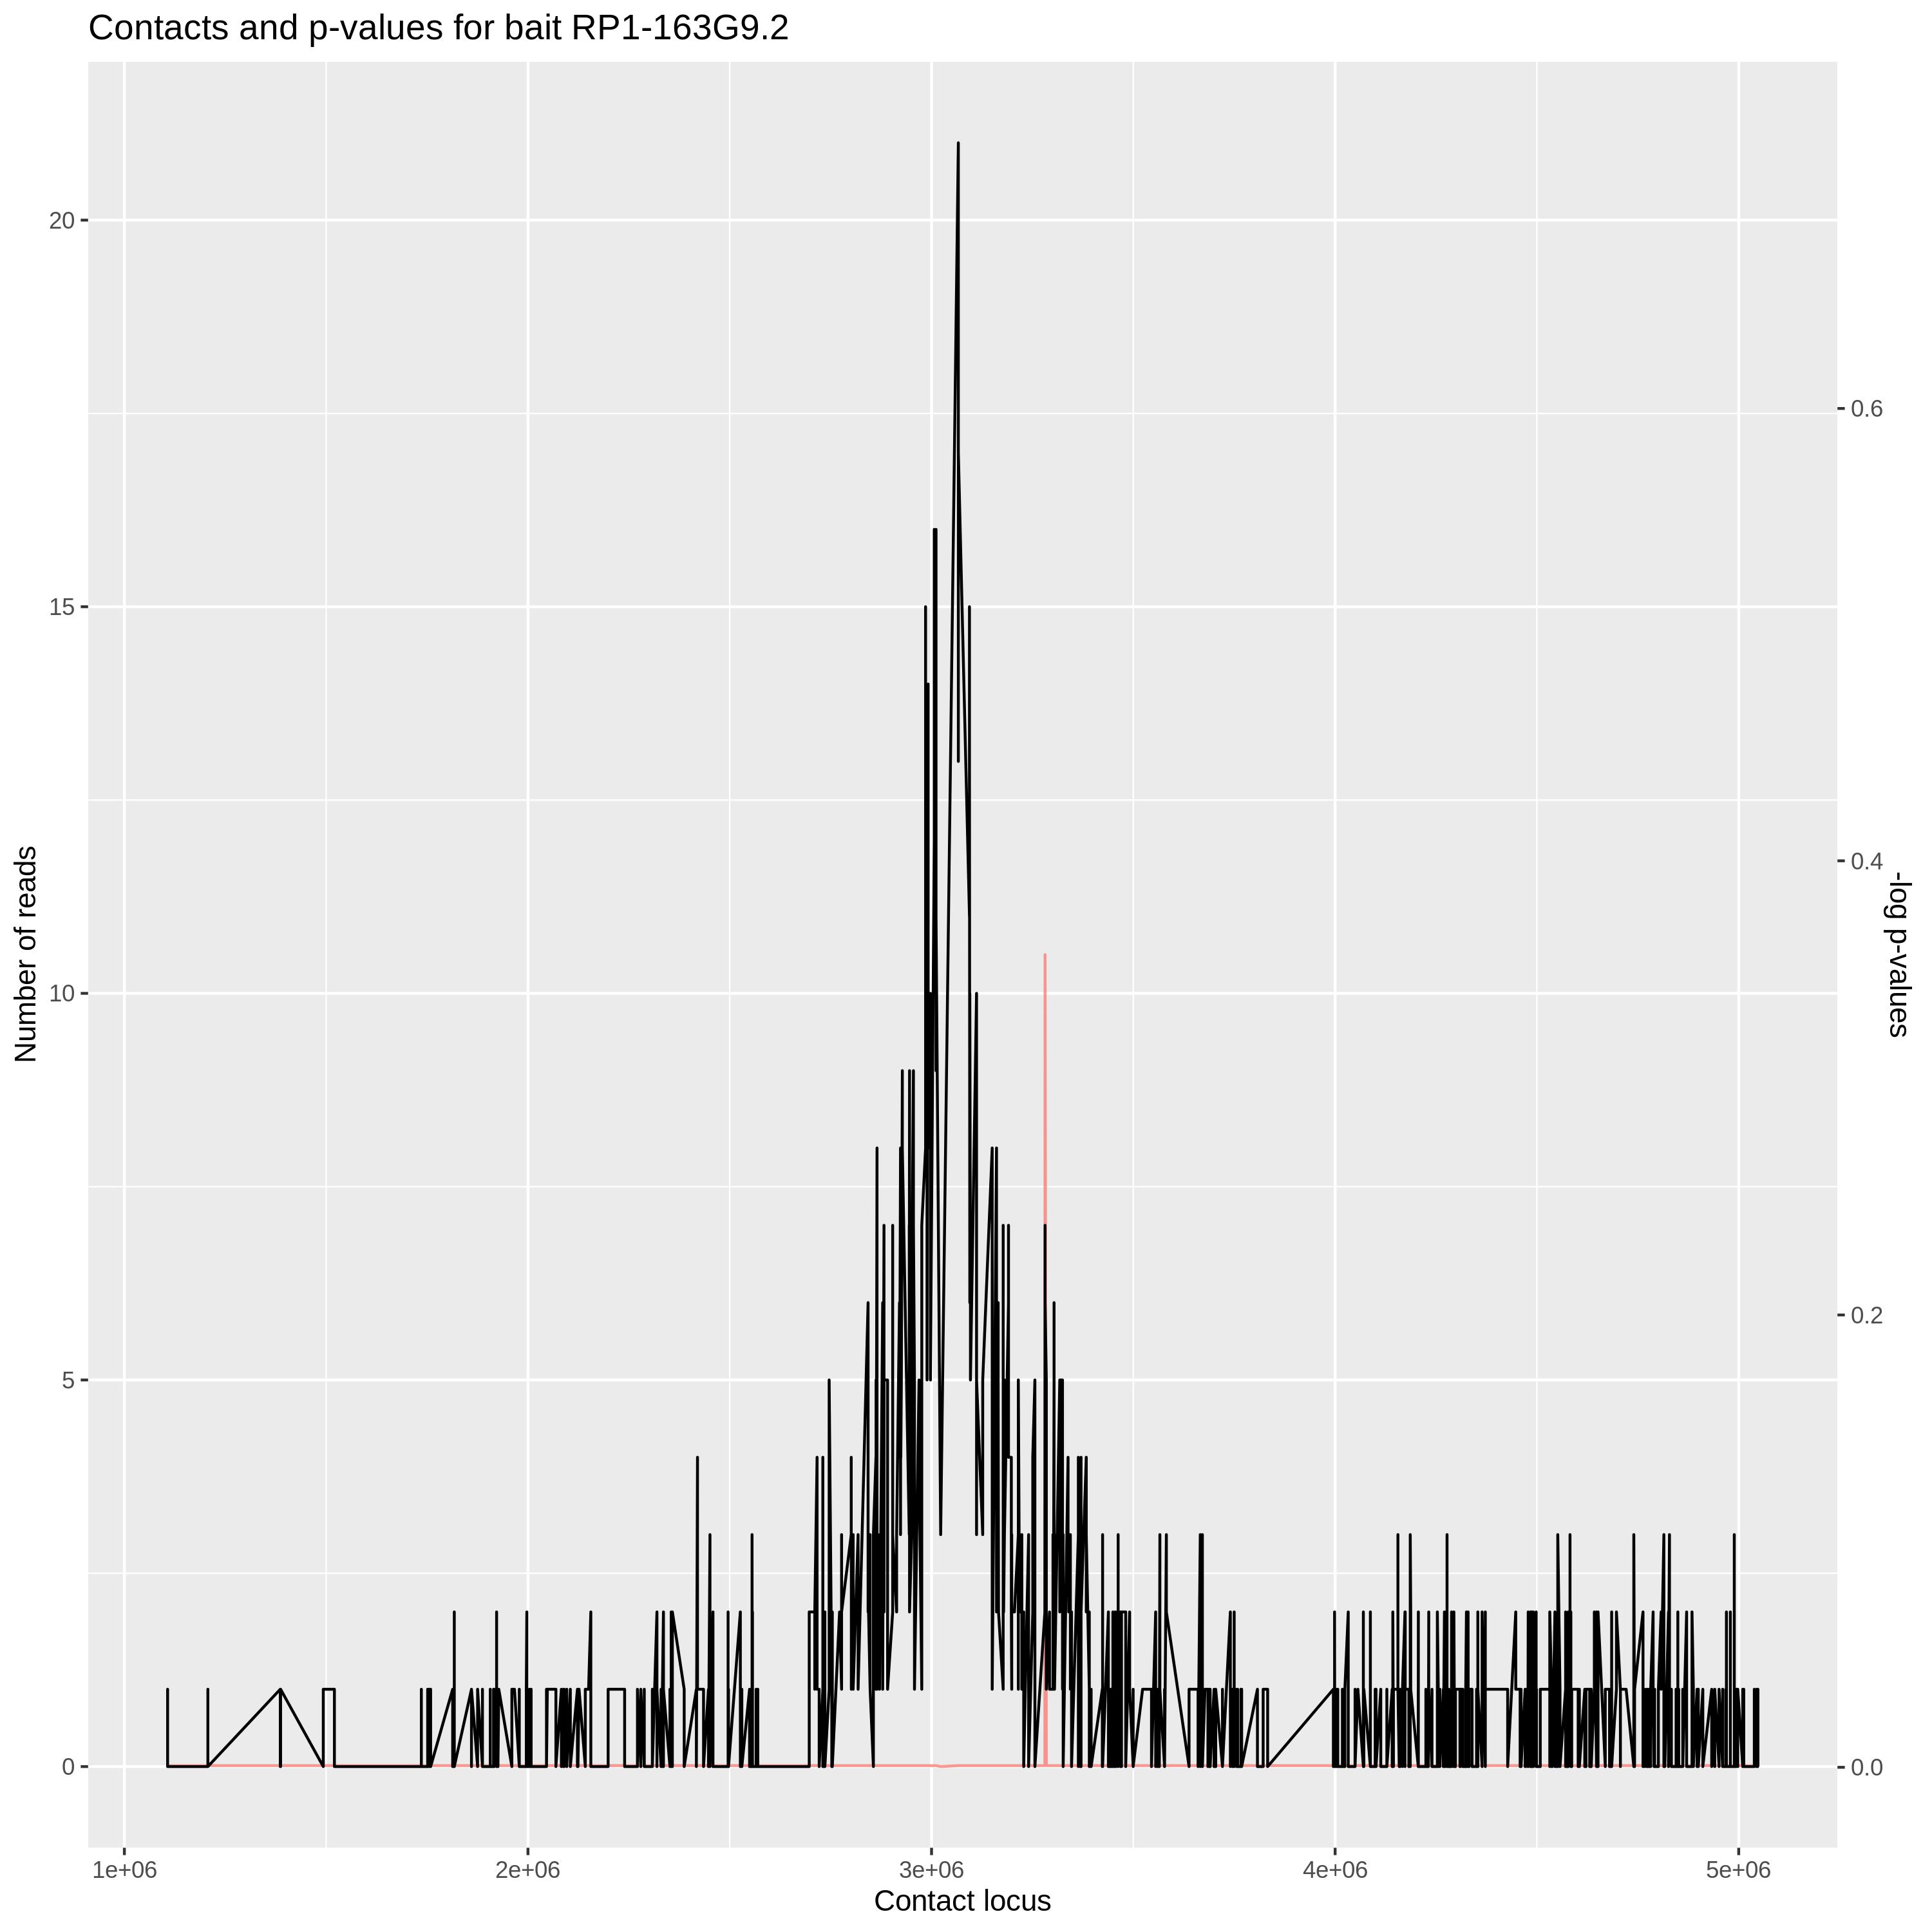 Contacts and p-values for bait RP1-163G9.2
20
15
10
5
0
Number of reads
0.6
0.4
0.2
0.0
-log p-values
1e+06 2e+06 3e+06 4e+06 5e+06
Contact locus